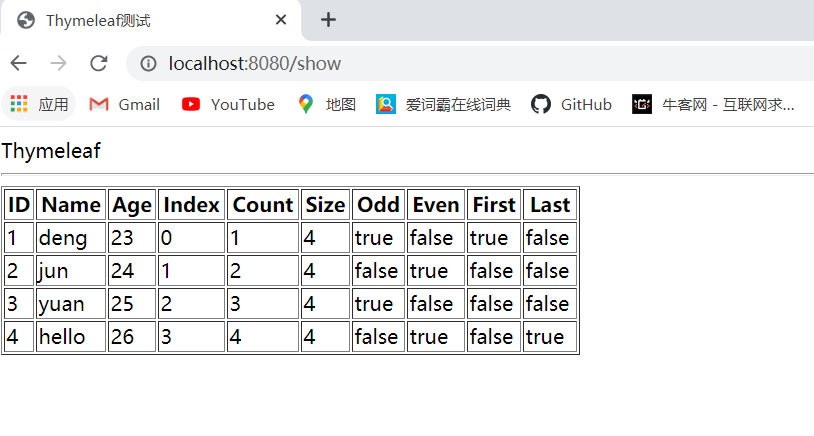 Thymeleaf测试
localhost:8080/show
应用 Gmail YouTube 地图 爱词霸在线词典 GitHub 牛客网 - 互联网求...
Thymeleaf
ID Name Age Index Count Size Odd Even First Last
1 deng 23 0 1 4 true false true false
2 jun 24 1 2 4 false true false false
3 yuan 25 2 3 4 true false false false
4 hello 26 3 4 4 false true false true